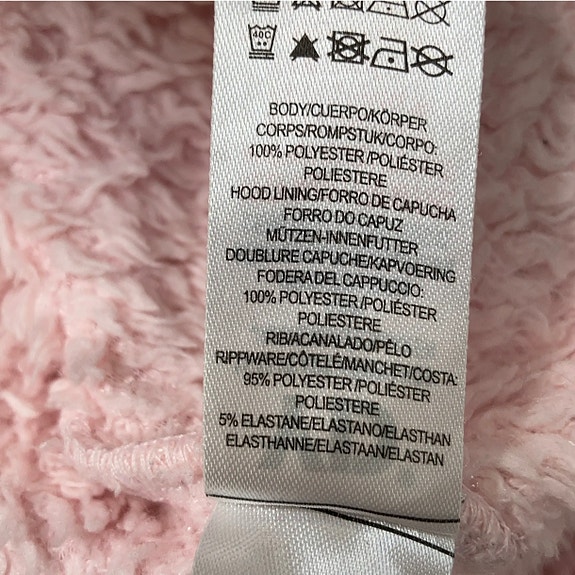 40C
BODY/CUERPO/KÖRPER
CORPS/ROMPSTUK/CORPO:
100% POLYESTER /POLIÉSTER
POLIESTERE
HOOD LINING/FORRO DE CAPUCHA
FORRO DO CAPUZ
MÜTZEN-INNENFUTTER
DOUBLURE CAPUCHE/KAPVOERING
FODERA DEL CAPPUCCIO:
100% POLYESTER /POLIÉSTER
POLIESTERE
RIB/ACANALADO/PÊLO
RIPPWARE/CÔTELÉ/MANCHET/COSTA:
95% POLYESTER /POLIÉSTER
POLIESTERE
5% ELASTANE/ELASTANO/ELASTHAN
ELASTHANNE/ELASTAAN/ELASTAN